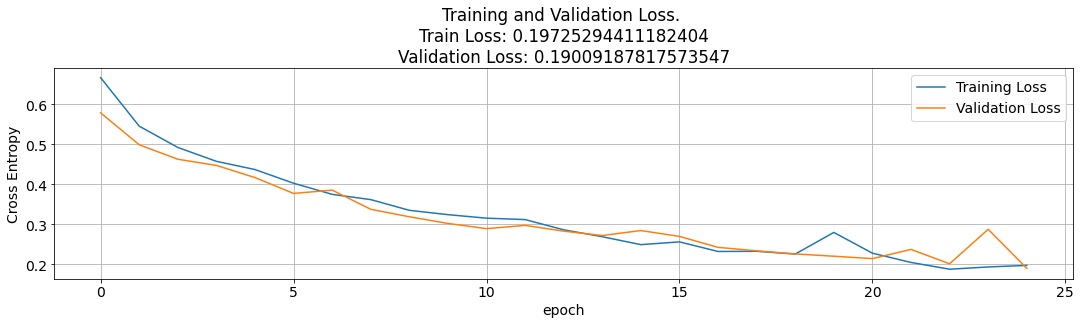 Training and Validation Loss.
Train Loss: 0.19725294411182404
Validation Loss: 0.19009187817573547
Training Loss
Validation Loss
Cross Entropy
0.6
0.5
0.4
0.3
0.2
0 5 10 15 20 25
epoch